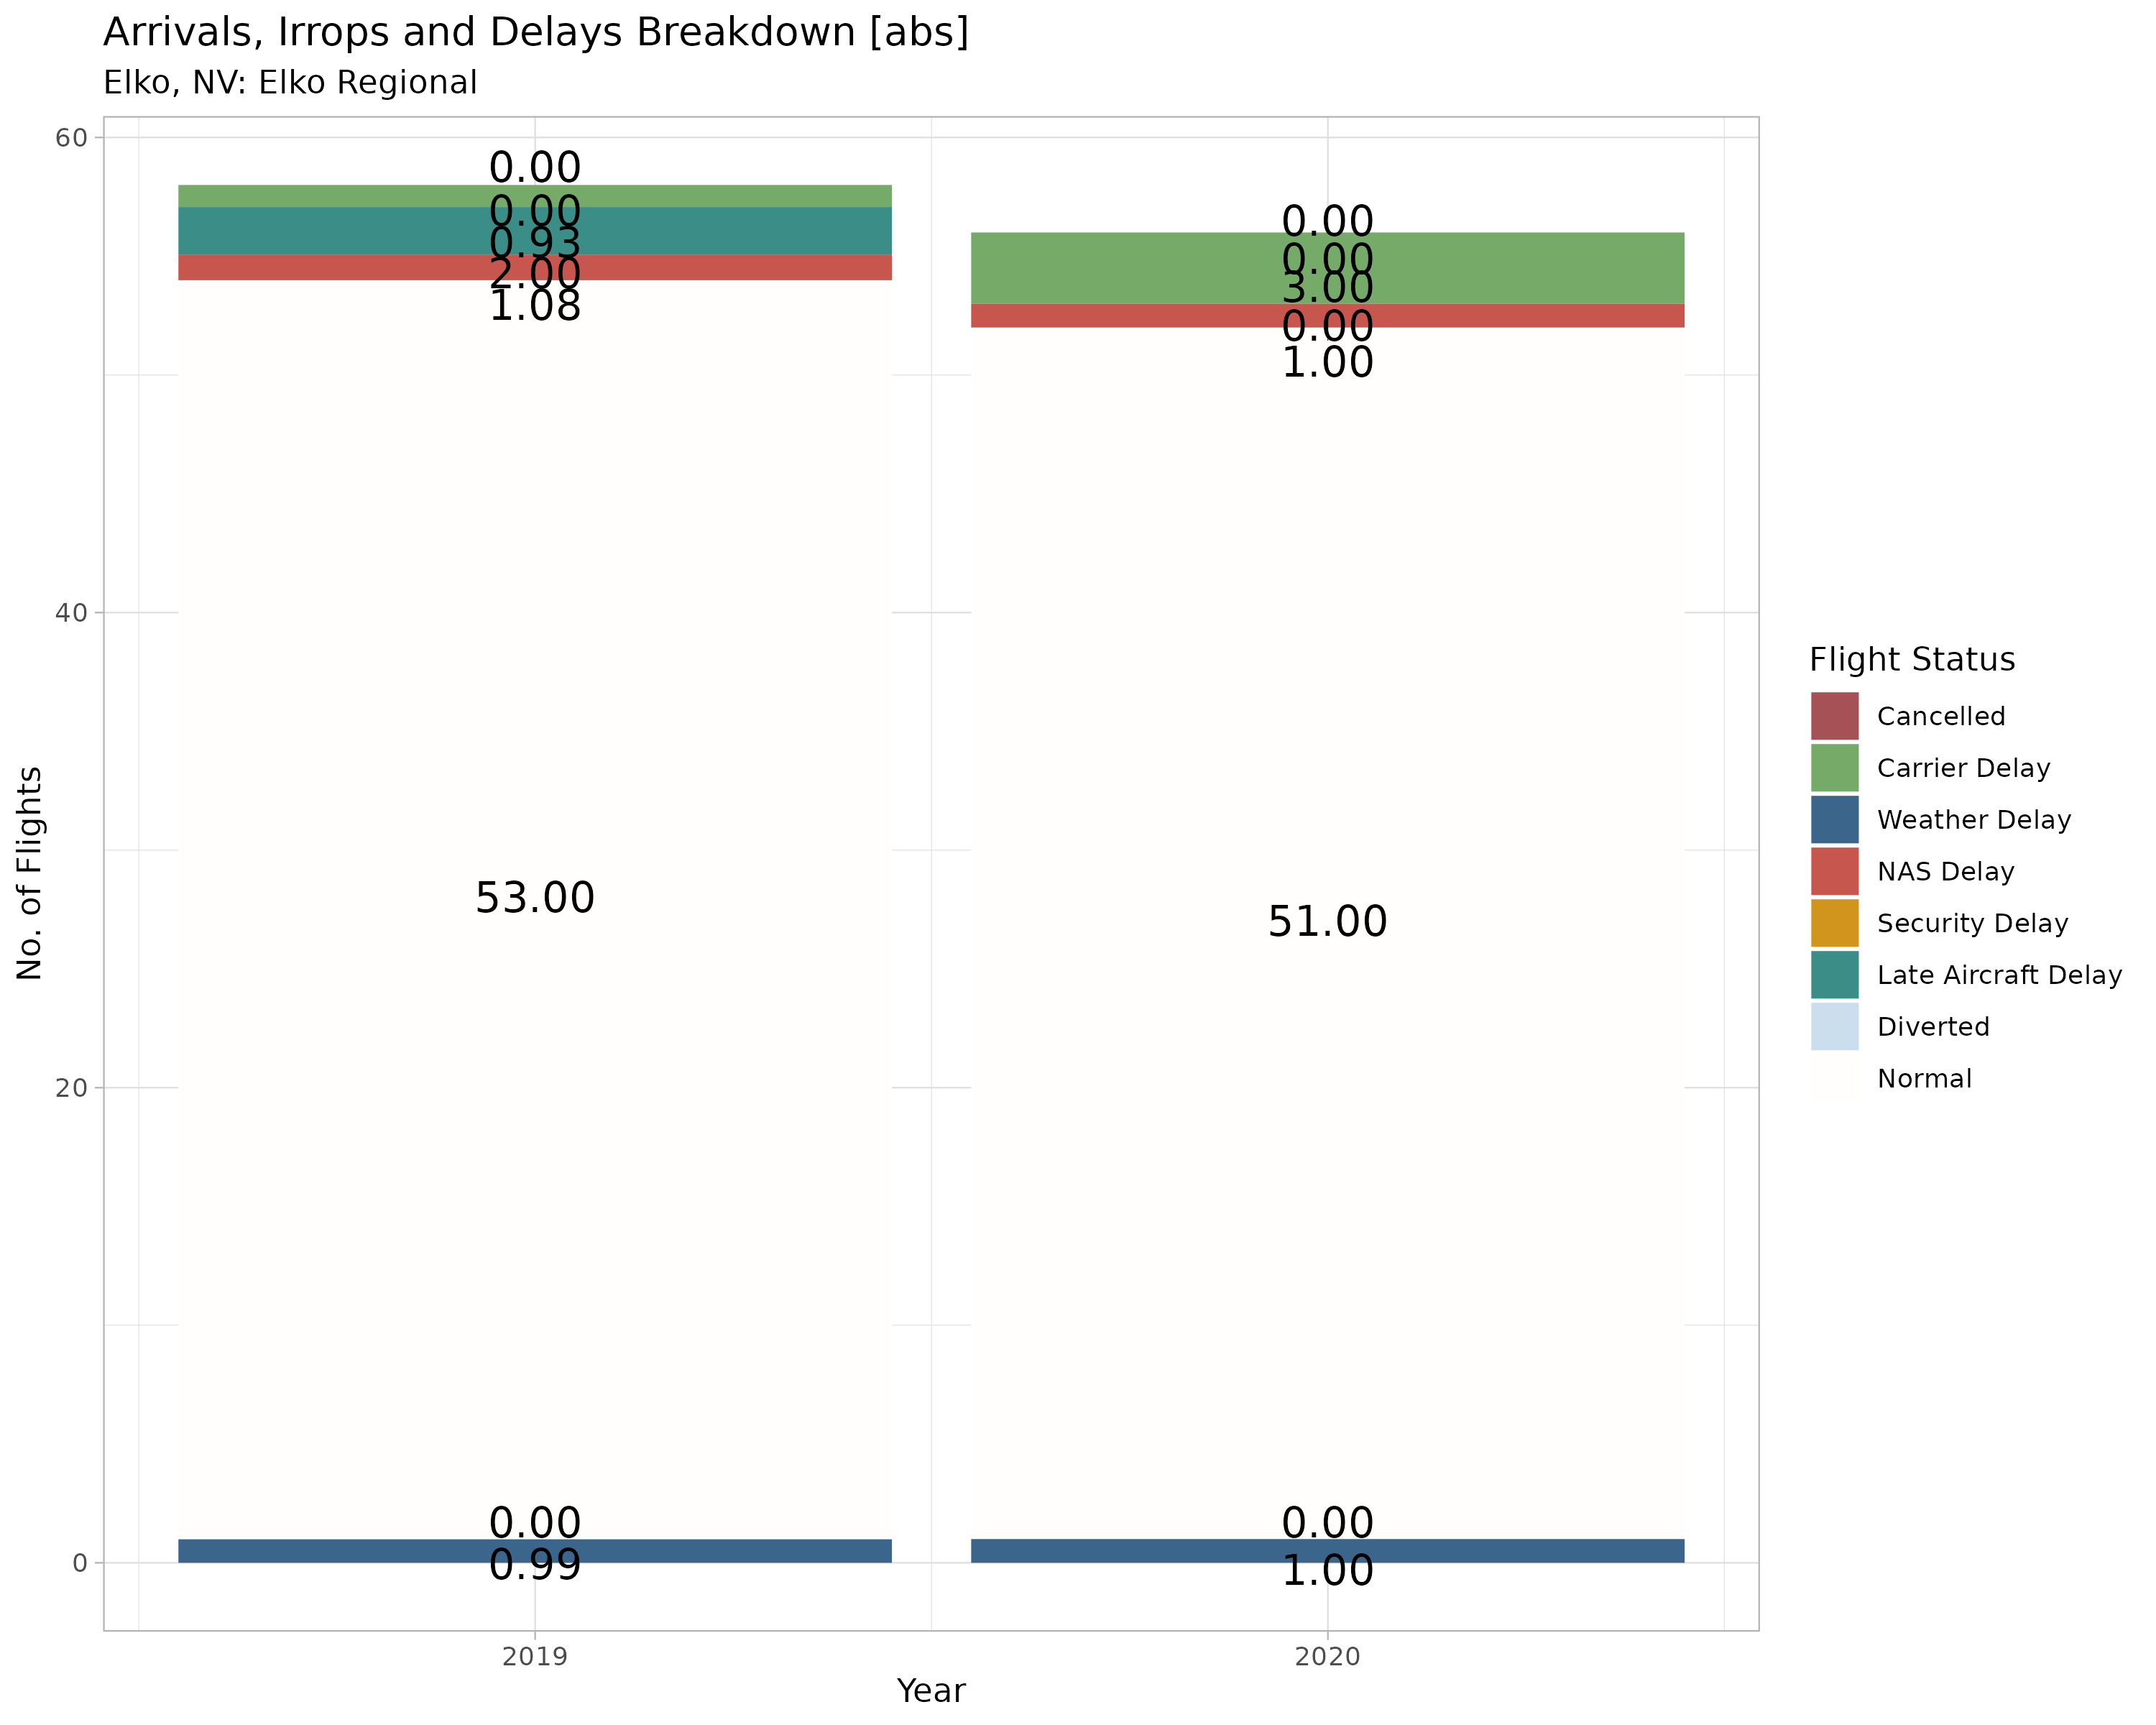 Arrivals, Irrops and Delays Breakdown [abs]
Elko, NV: Elko Regional
No. of Flights
60
40
20
0
0.00
0.00
0.93
2.00
1.08
53.00
0.00
0.99
0.00
0.00
3.00
0.00
1.00
51.00
0.00
1.00
2019
2020
Year
Flight Status
Cancelled
Carrier Delay
Weather Delay
NAS Delay
Security Delay
Late Aircraft Delay
Diverted
Normal